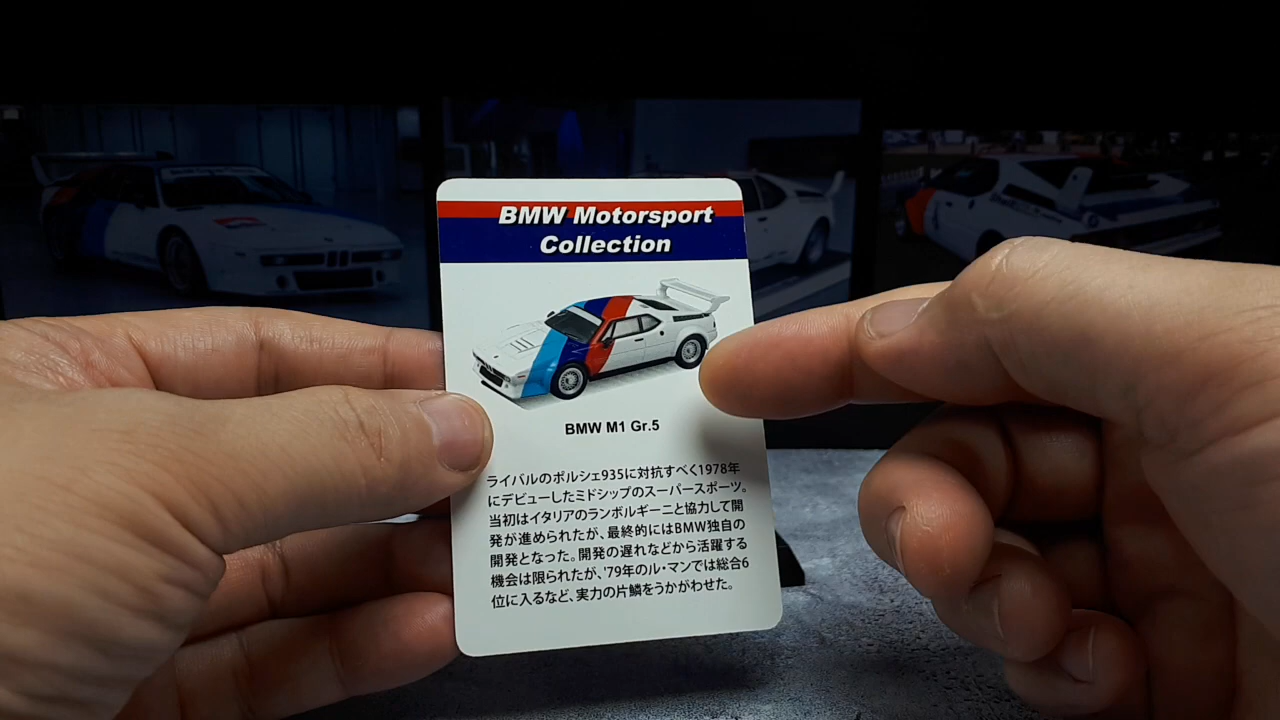 BMW Motorsport
Collection
BMW M1 Gr.5
ライバルのポルシェ935に対抗すべく1978年
にデビューしたミドシップのスーパースポーツ。
当初はイタリアのランボルギーニと協力して開
発が進められたが、最終的にはBMW独自の
開発となった。開発の遅れなどから活躍する
機会は限られたが、'79年のル・マンでは総合6
位に入るなど、実力の片鱗をうかがわせた。